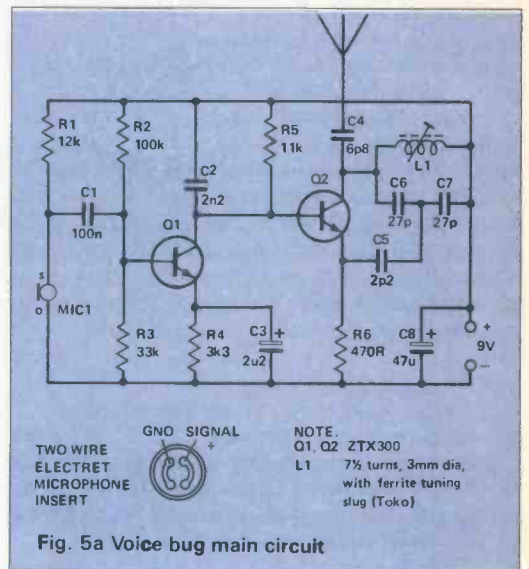 R1
12k
R2
100k
C1
100n
MIC1
s
o
C2
2n2
Q1
R3
33k
R4
3k3
C3
2u2
+
R5
11k
Q2
C4
6p8
L1
C6
27p
C7
27p
C5
2p2
R6
470R
C8
47u
+
+
9V
−
TWO WIRE
ELECTRET
MICROPHONE
INSERT
GNO SIGNAL
+
NOTE.
Q1, Q2 ZTX300
L1 7½ turns, 3mm dia,
with ferrite tuning
slug (Toko)
Fig. 5a Voice bug main circuit